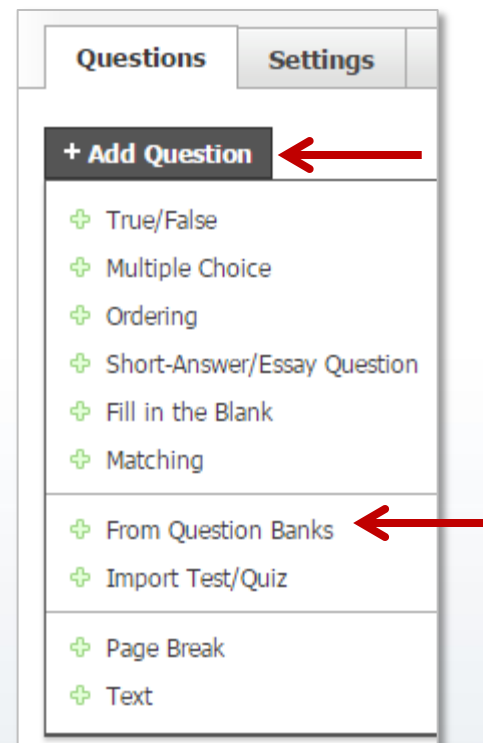 Questions Settings
+ Add Question
True/False
Multiple Choice
Ordering
Short-Answer/Essay Question
Fill in the Blank
Matching
From Question Banks
Import Test/Quiz
Page Break
Text